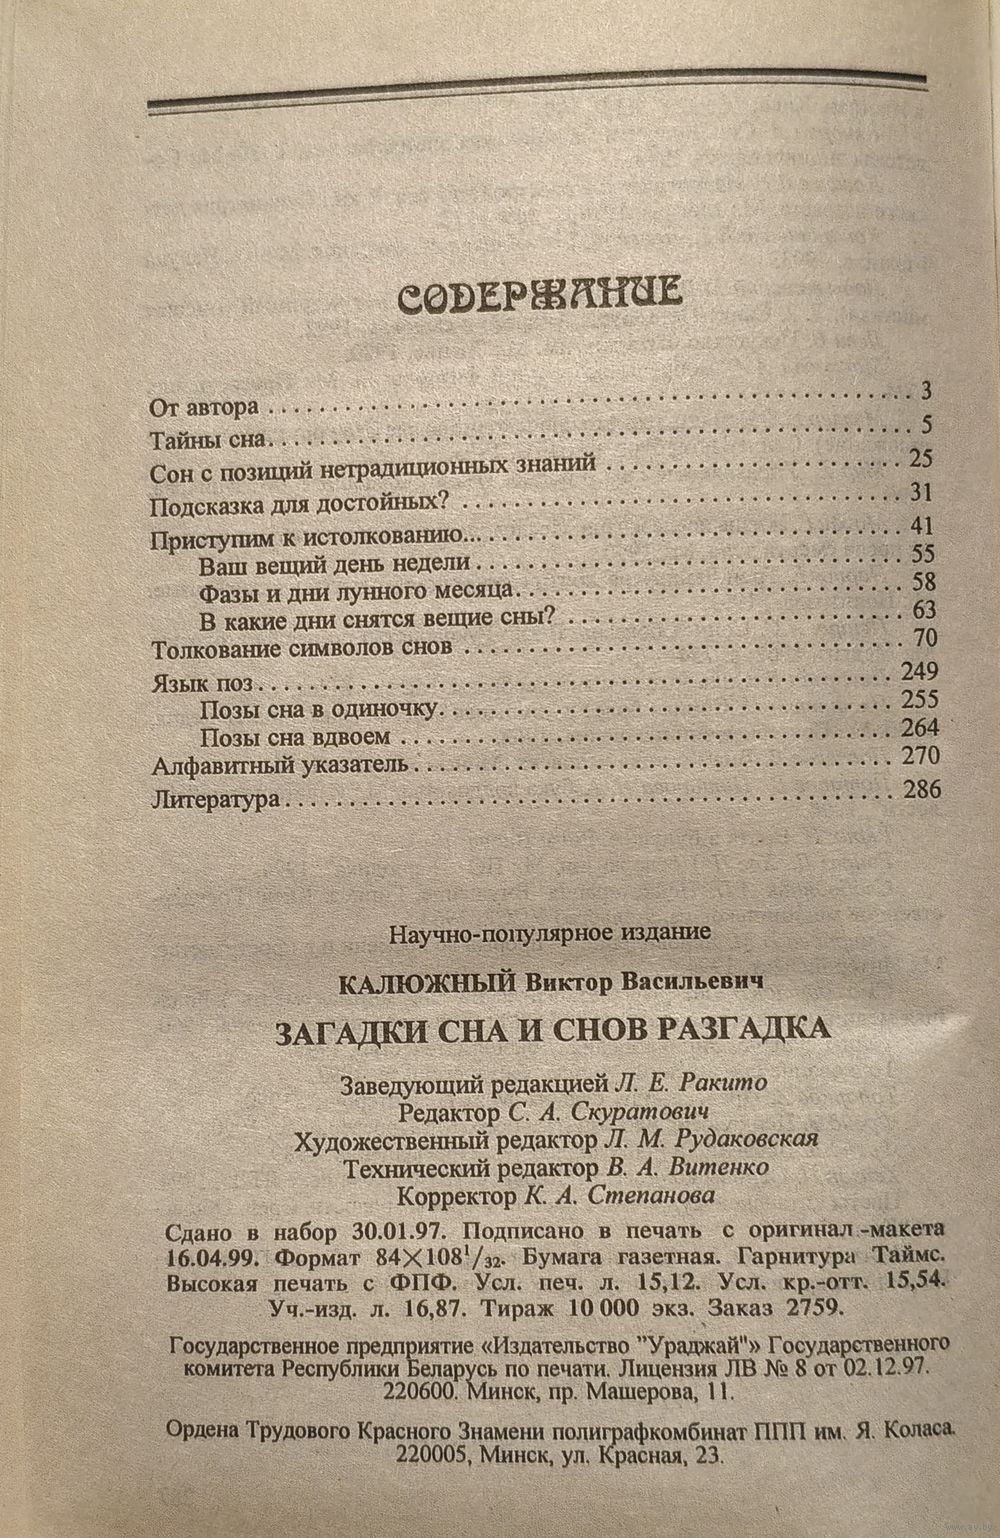 СОДЕРЖАНИЕ
От автора . . . . . . . . . . . . . . . . . . . . 3
Тайны сна. . . . . . . . . . . . . . . . . . . . 5
Сон с позиций нетрадиционных знаний . . . . . . . . . . 25
Подсказка для достойных? . . . . . . . . . . . . . . . 31
Приступим к истолкованию... . . . . . . . . . . . . . . 41
Ваш вещий день недели . . . . . . . . . . . . . . . 55
Фазы и дни лунного месяца. . . . . . . . . . . . . . 58
В какие дни снятся вещие сны? . . . . . . . . . . . . 63
Толкование символов снов . . . . . . . . . . . . . . . 70
Язык поз. . . . . . . . . . . . . . . . . . . . 249
Позы сна в одиночку. . . . . . . . . . . . . . . . 255
Позы сна вдвоем . . . . . . . . . . . . . . . . . 264
Алфавитный указатель . . . . . . . . . . . . . . . . 270
Литература . . . . . . . . . . . . . . . . . . . . 286
Научно-популярное издание
КАЛЮЖНЫЙ Виктор Васильевич
ЗАГАДКИ СНА И СНОВ РАЗГАДКА
Заведующий редакцией Л. Е. Ракито
Редактор С. А. Скуратович
Художественный редактор Л. М. Рудаковская
Технический редактор В. А. Витенко
Корректор К. А. Степанова
Сдано в набор 30.01.97. Подписано в печать с оригинал-макета
16.04.99. Формат 84×108¹/₃₂. Бумага газетная. Гарнитура Таймс.
Высокая печать с ФПФ. Усл. печ. л. 15,12. Усл. кр.-отт. 15,54.
Уч.-изд. л. 16,87. Тираж 10 000 экз. Заказ 2759.
Государственное предприятие «Издательство "Ураджай"» Государственного
комитета Республики Беларусь по печати. Лицензия ЛВ № 8 от 02.12.97.
220600. Минск, пр. Машерова, 11.
Ордена Трудового Красного Знамени полиграфкомбинат ППП им. Я. Коласа.
220005, Минск, ул. Красная, 23.